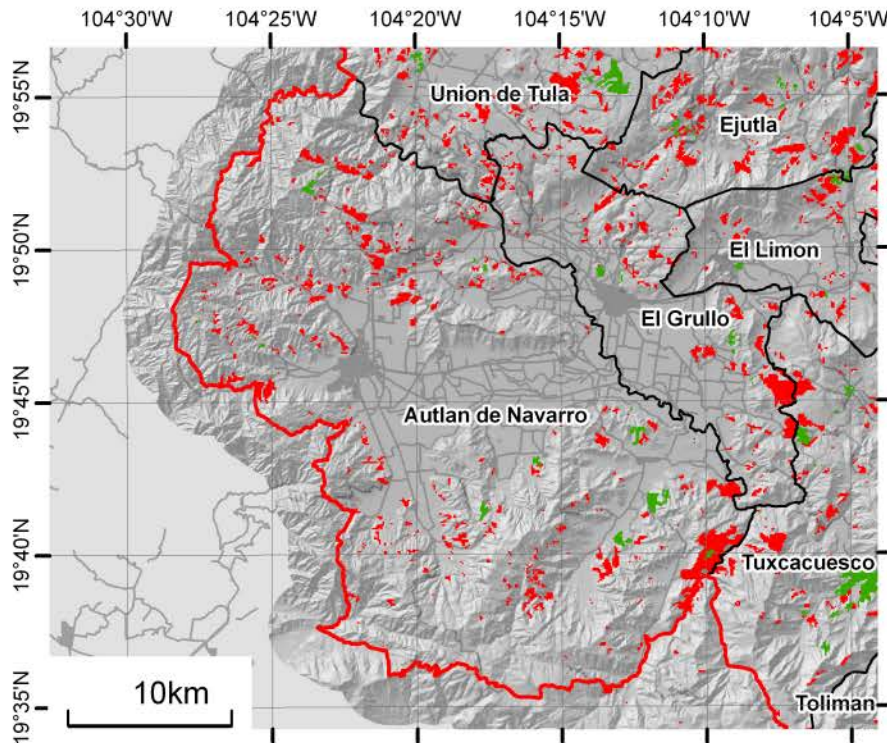 104°30'W 104°25'W 104°20'W 104°15'W 104°10'W 104°5'W
19°55'N
Union de Tula
Ejutla
19°50'N
El Limon
El Grullo
19°45'N
Autlan de Navarro
19°40'N
Tuxcacuesco
10km
19°35'N
Toliman